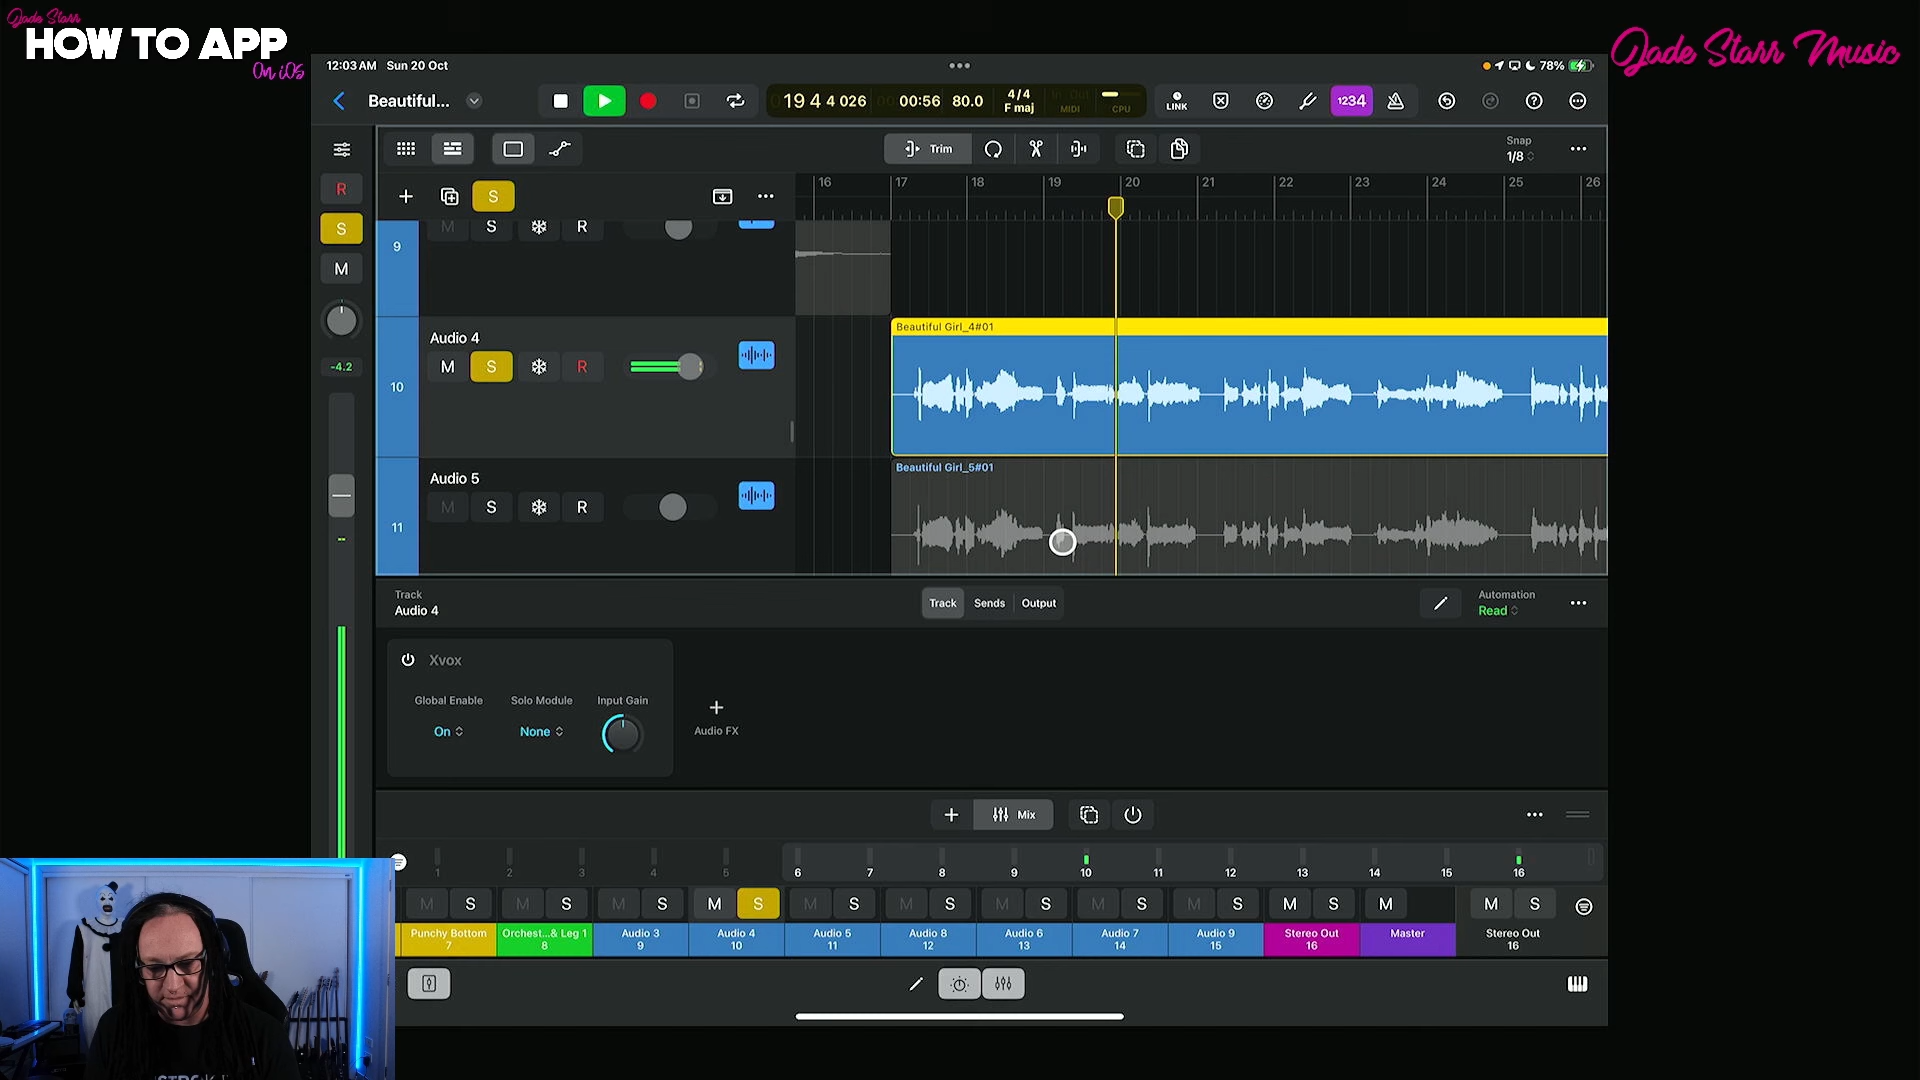 Jade Starr
HOW TO APP
On iOS
Jade Starr Music
12:03 AM Sun 20 Oct
78%
Beautiful...
19 4 4 026
00:56
80.0
4/4
F maj
In Out
MIDI
CPU
LINK
1234
Trim
Snap
1/8
R
S
M
-4.2
S
16 17 18 19 20 21 22 23 24 25 26
9
M S R
Audio 4
M S R
10
Beautiful Girl_4#01
Audio 5
M S R
11
Beautiful Girl_5#01
Track
Audio 4
Track Sends Output
Automation
Read
Xvox
Global Enable Solo Module Input Gain
On None
Audio FX
Mix
1 2 3 4 5 6 7 8 9 10 11 12 13 14 15 16
M S M S M S M S M S M S M S M S M S M S M M S
Punchy Bottom Orchest...& Leg 1 Audio 3 Audio 4 Audio 5 Audio 8 Audio 6 Audio 7 Audio 9 Stereo Out Master Stereo Out
7 8 9 10 11 12 13 14 15 16 16